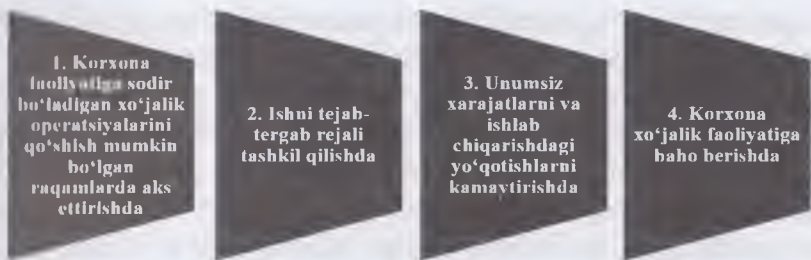 1. Korxona
faoliyatiga sodir
bo‘ladigan xo‘jalik
operatsiyalarini
qo‘shish mumkin
bo‘lgan
raqamlarda aks
ettirishda
2. Ishni tejab-
tergab rejali
tashkil qilishda
3. Unumsiz
xarajatlarni va
ishlab
chiqarishdagi
yo‘qotishlarni
kamaytirishda
4. Korxona
xo‘jalik faoliyatiga
baho berishda